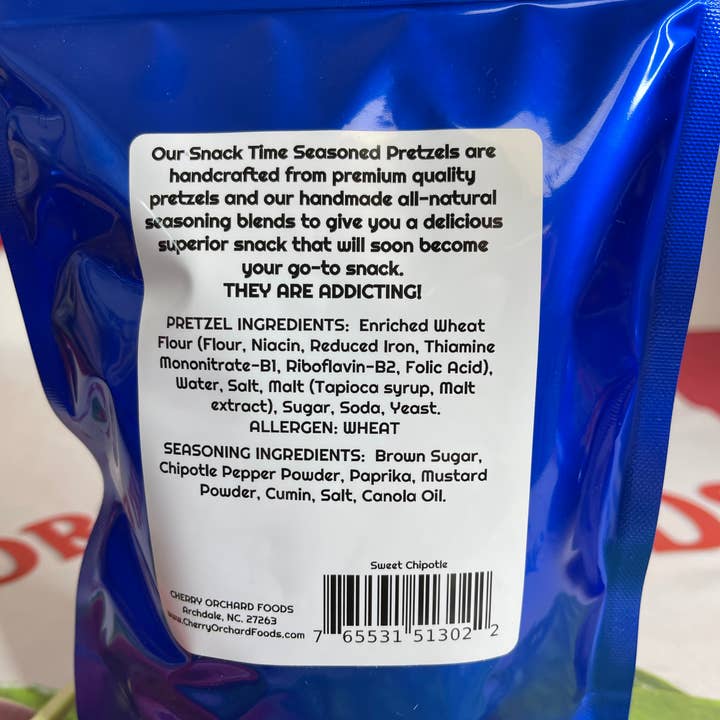 Our Snack Time Seasoned Pretzels are
handcrafted from premium quality
pretzels and our handmade all-natural
seasoning blends to give you a delicious
superior snack that will soon become
your go-to snack.
THEY ARE ADDICTING!
PRETZEL INGREDIENTS: Enriched Wheat
Flour (Flour, Niacin, Reduced Iron, Thiamine
Mononitrate-B1, Riboflavin-B2, Folic Acid),
Water, Salt, Malt (Tapioca syrup, Malt
extract), Sugar, Soda, Yeast.
ALLERGEN: WHEAT
SEASONING INGREDIENTS: Brown Sugar,
Chipotle Pepper Powder, Paprika, Mustard
Powder, Cumin, Salt, Canola Oil.
Sweet Chipotle
CHERRY ORCHARD FOODS
Archdale, NC. 27263
www.CherryOrchardFoods.com
7 65531 51302 2